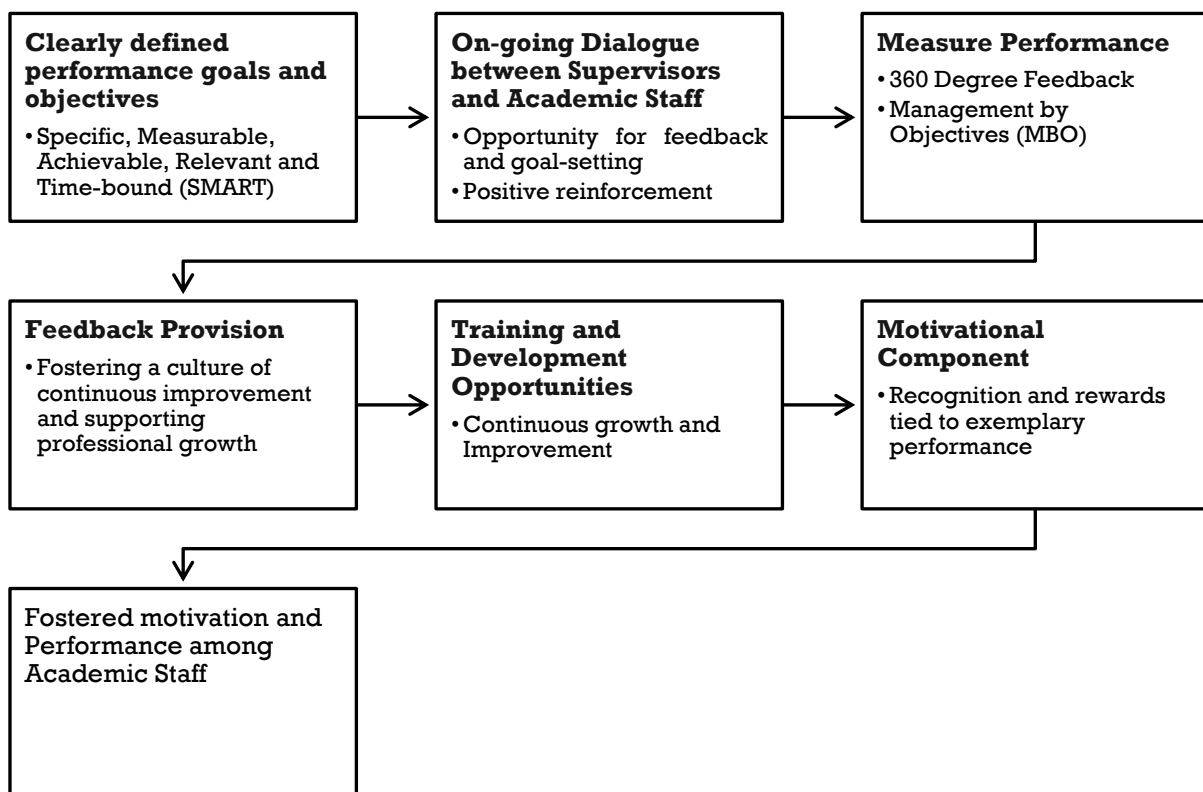 Clearly defined
performance goals and
objectives
• Specific, Measurable,
Achievable, Relevant and
Time-bound (SMART)
On-going Dialogue
between Supervisors
and Academic Staff
• Opportunity for feedback
and goal-setting
• Positive reinforcement
Measure Performance
• 360 Degree Feedback
• Management by
Objectives (MBO)
Feedback Provision
• Fostering a culture of
continuous improvement
and supporting
professional growth
Training and
Development
Opportunities
• Continuous growth and
Improvement
Motivational
Component
• Recognition and rewards
tied to exemplary
performance
Fostered motivation and
Performance among
Academic Staff